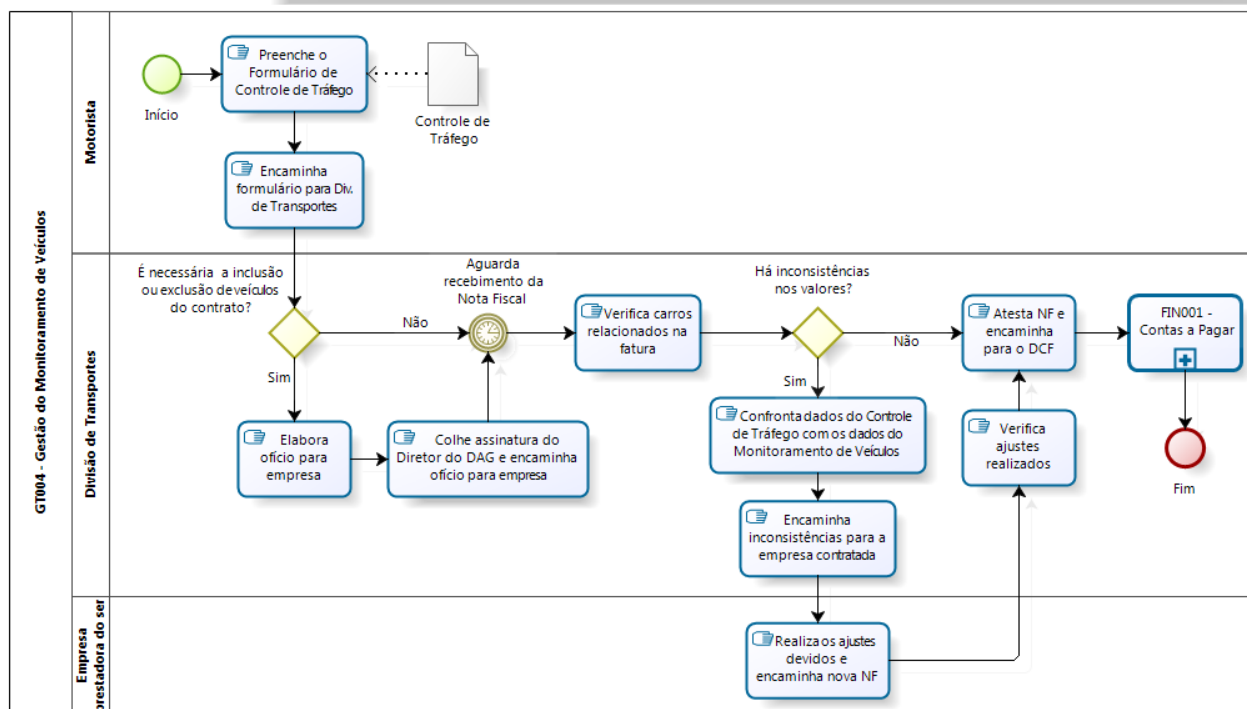 GT004 - Gestão do Monitoramento de Veículos
Motorista
Início
Preenche o
Formulário de
Controle de Tráfego
Controle de
Tráfego
Encaminha
formulário para Div.
de Transportes
Divisão de Transportes
É necessária a inclusão
ou exclusão de veículos
do contrato?
Não
Sim
Aguarda
recebimento da
Nota Fiscal
Verifica carros
relacionados na
fatura
Há inconsistências
nos valores?
Não
Sim
Atesta NF e
encaminha
para o DCF
FIN001 -
Contas a Pagar
Elabora
ofício para
empresa
Colhe assinatura do
Diretor do DAG e encaminha
ofício para empresa
Confronta dados do Controle
de Tráfego com os dados do
Monitoramento de Veículos
Verifica
ajustes
realizados
Fim
Encaminha
inconsistências para a
empresa contratada
Empresa
prestadora do ser
Realiza os ajustes
devidos e
encaminha nova NF